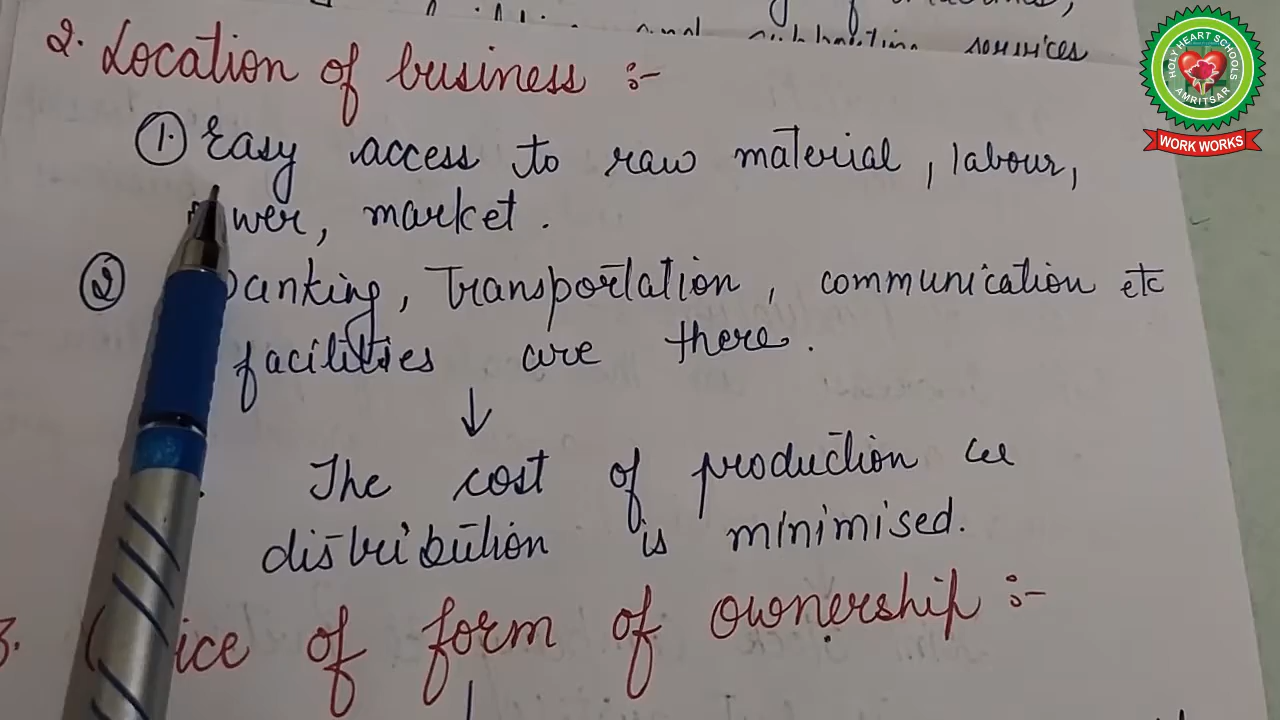 and services
2. Location of business :-
① Easy access to raw material, labour,
wer, market.
② anking, Transportation, communication etc
facilities are there.
↓
The cost of production
distribution is minimised.
3. ice of form of ownership :-
HOLY HEART SCHOOLS
AMRITSAR
WORK WORKS